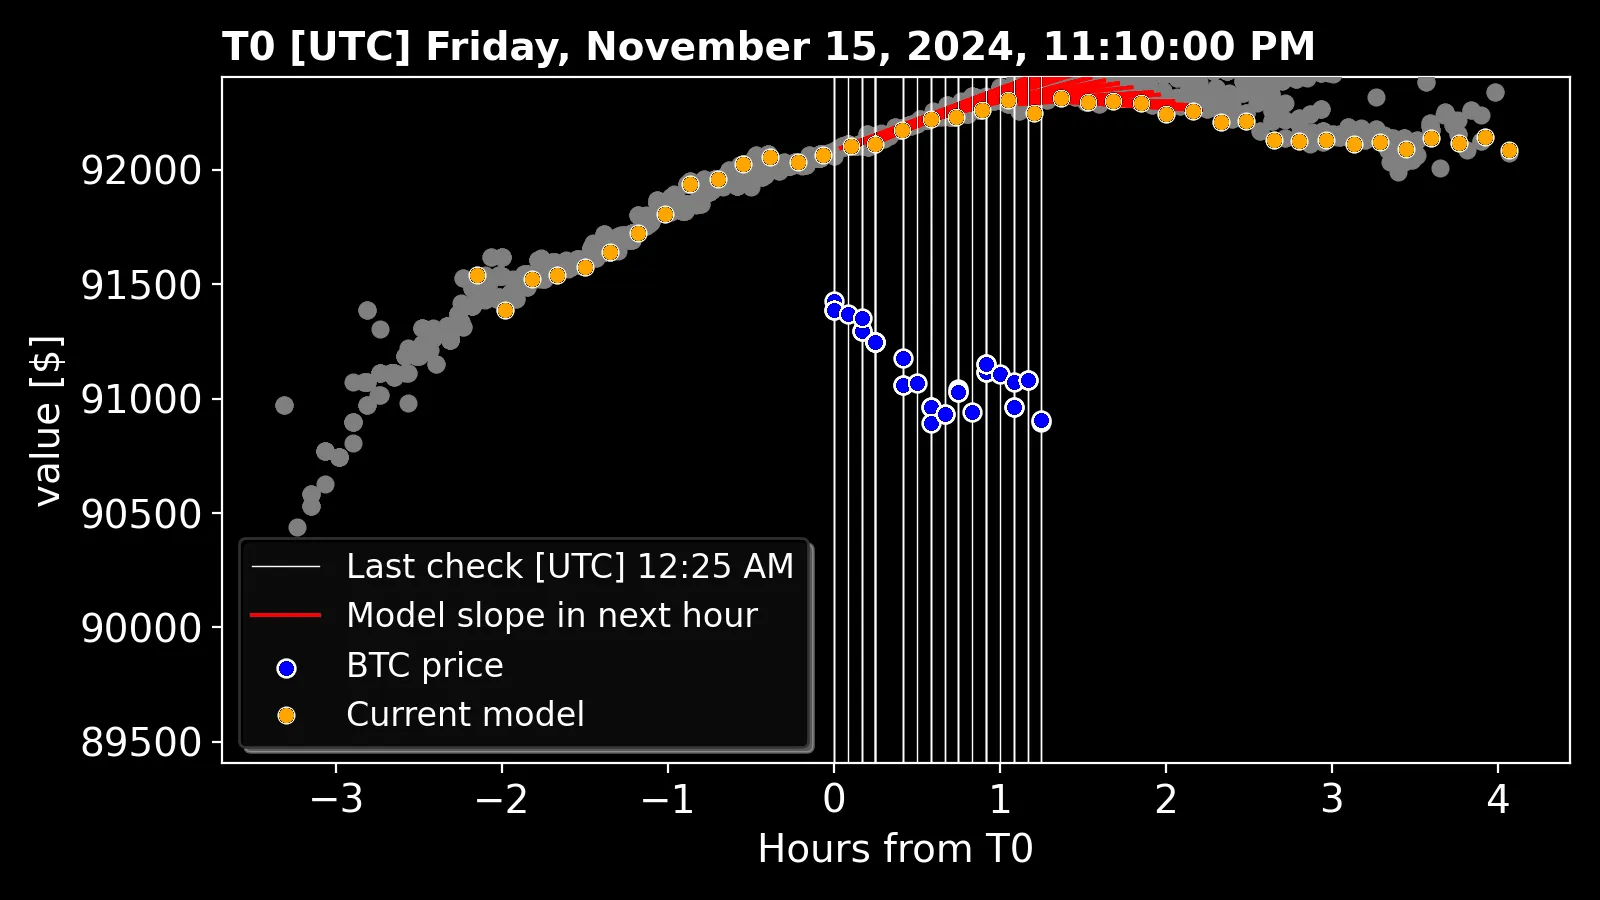 T0 [UTC] Friday, November 15, 2024, 11:10:00 PM
value [$]
92000
91500
91000
90500
90000
89500
Last check [UTC] 12:25 AM
Model slope in next hour
BTC price
Current model
−3 −2 −1 0 1 2 3 4
Hours from T0